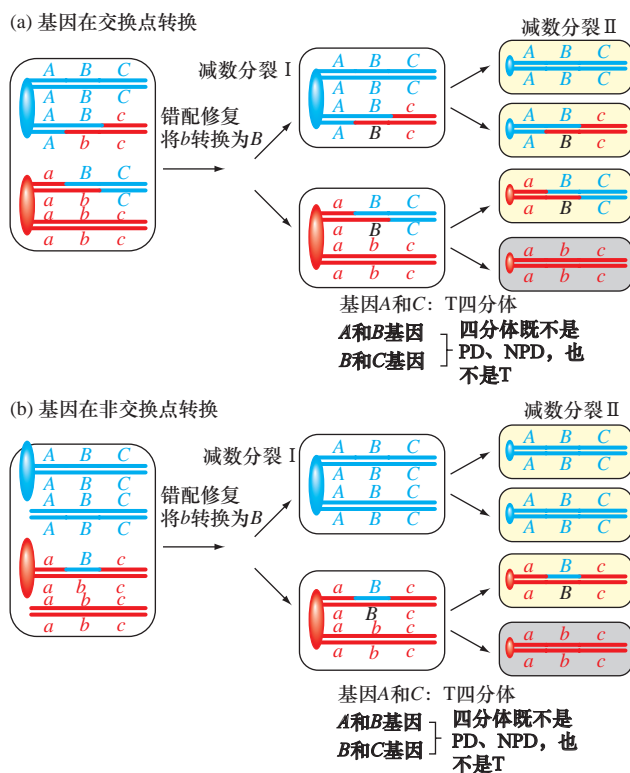 (a) 基因在交换点转换
减数分裂Ⅱ
减数分裂Ⅰ
错配修复
将b转换为B
A B C
A B C
A B c
A b c
a B C
a b C
a b c
a b c
A B C
A B C
A B c
A B c
a B C
a B C
a b c
a b c
A B C
A B C
A B c
A B c
a B C
a B C
a b c
a b c
基因A和C：T四分体
A和B基因
B和C基因
四分体既不是
PD、NPD，也
不是T
(b) 基因在非交换点转换
减数分裂Ⅱ
减数分裂Ⅰ
错配修复
将b转换为B
A B C
A B C
A B C
A B C
a B c
a b c
a b c
a b c
A B C
A B C
A B C
A B C
a B c
a B c
a b c
a b c
A B C
A B C
A B C
A B C
a B c
a B c
a b c
a b c
基因A和C：T四分体
A和B基因
B和C基因
四分体既不是
PD、NPD，也
不是T